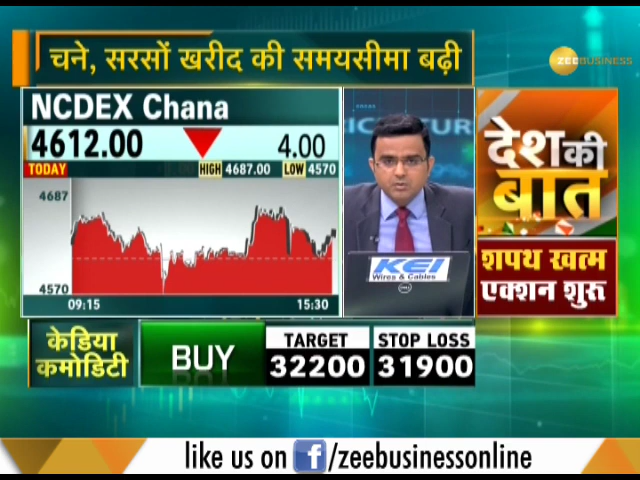 चने, सरसों खरीद की समयसीमा बढ़ी
ZEE BUSINESS
NCDEX Chana
4612.00 4.00
TODAY HIGH 4687.00 LOW 4570
4687
4570
09:15 15:30
KEI
Wires & Cables
DELL
देश की
बात
शपथ खत्म
एक्शन शुरू
केडिया
कमोडिटी
BUY
TARGET
32200
STOP LOSS
31900
like us on f/zeebusinessonline